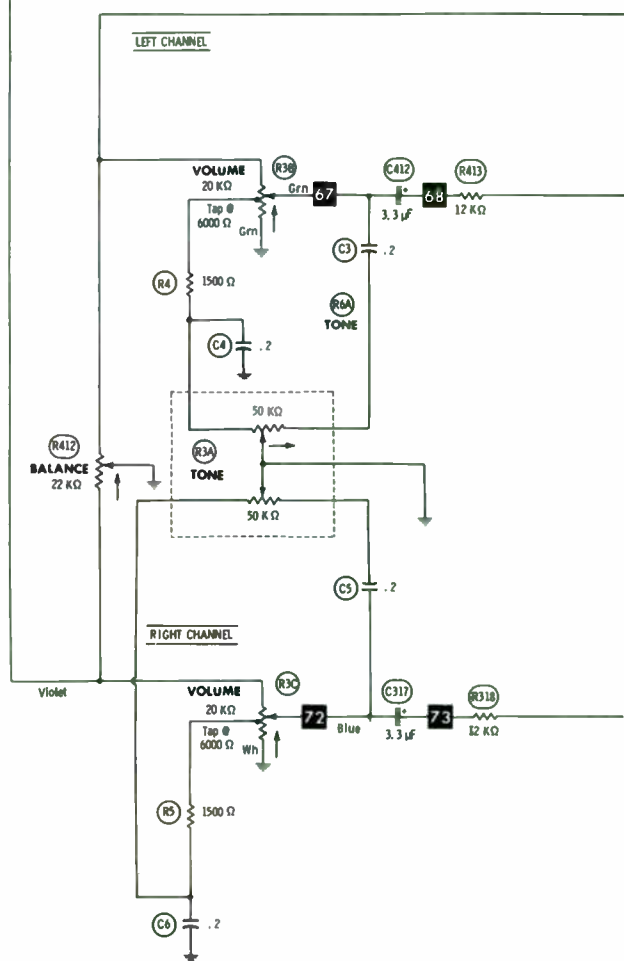 LEFT CHANNEL
VOLUME
20 KΩ
Tap @
6000 Ω
R3B
Grn
67
C412
+
3.3 µF
68
R413
12 KΩ
Grn
C3 .2
R4 1500 Ω
R6A
TONE
C4 .2
50 KΩ
R3A
TONE
R412
BALANCE
22 KΩ
50 KΩ
C5 .2
RIGHT CHANNEL
Violet
VOLUME
20 KΩ
Tap @
6000 Ω
R3C
72
Blue
C317
+
3.3 µF
73
R318
12 KΩ
Wh
R5 1500 Ω
C6 .2